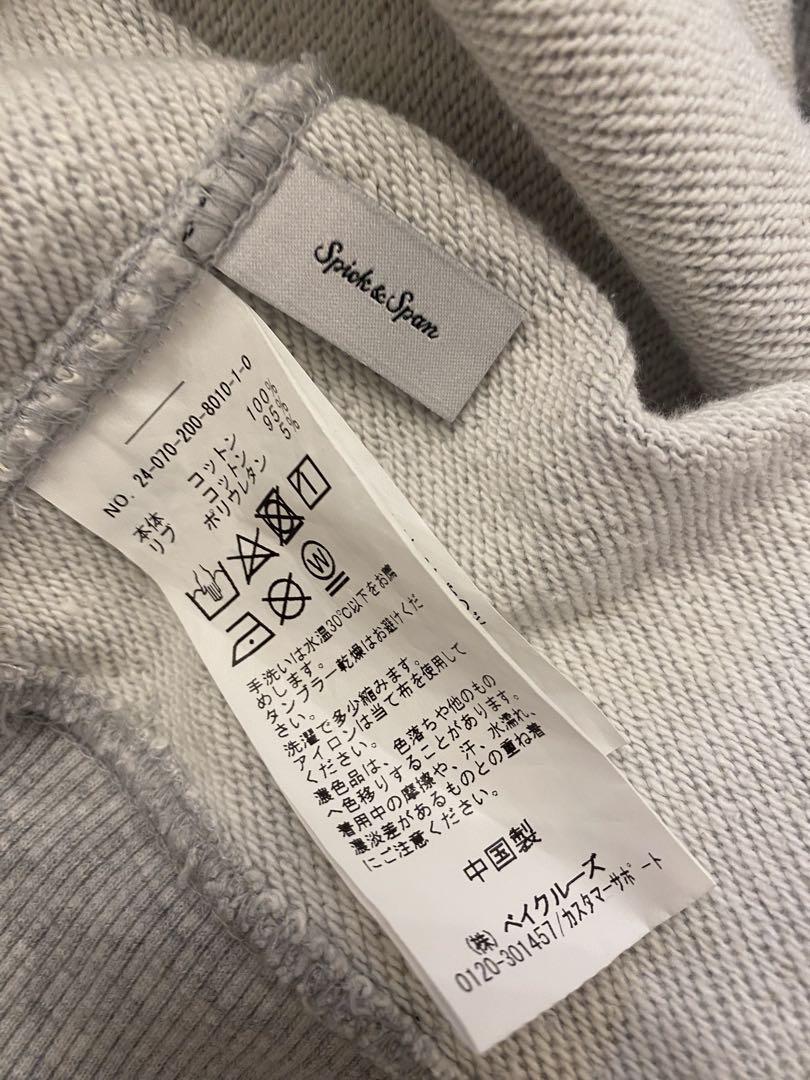 Spick & Span
NO. 24-070-200-8010-1-0
本体 コットン 100%
リブ コットン 95%
ポリウレタン 5%
W
手洗いは水温30℃以下をお薦
めします。
タンブラー乾燥はお避けくだ
さい。
洗濯で多少縮みます。
アイロンは当て布を使用して
ください。
濃色品は、色落ちや他のもの
へ色移りすることがあります。
着用中の摩擦や、汗、水濡れ、
濃淡差があるものとの重ね着
にご注意ください。
中国製
(株) ベイクルーズ
0120-301457/カスタマーサポート